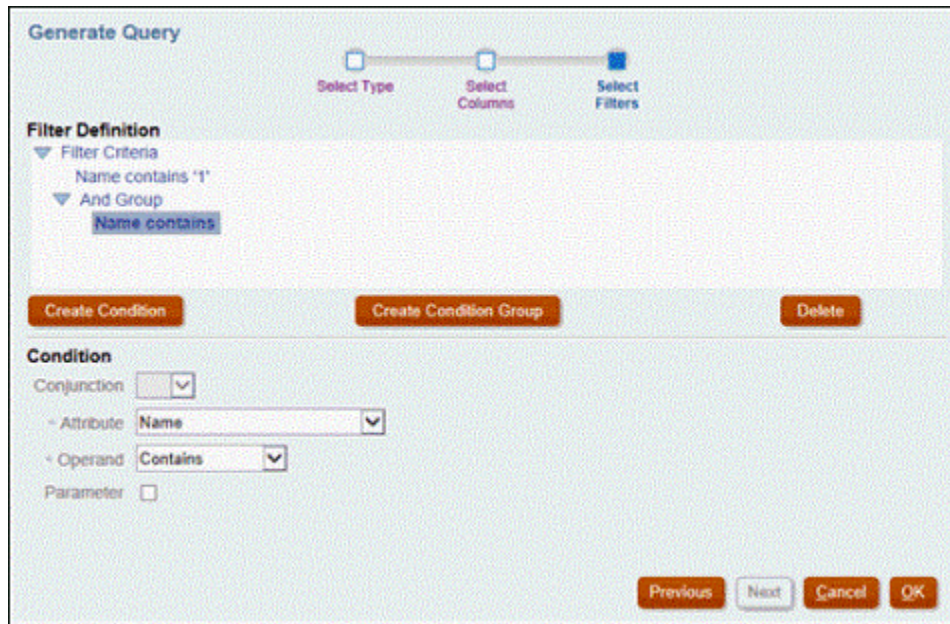 Generate Query
Select Type
Select
Columns
Select
Filters
Filter Definition
Filter Criteria
Name contains '1'
And Group
Name contains
Create Condition
Create Condition Group
Delete
Condition
Conjunction
* Attribute Name
* Operand Contains
Parameter
Previous
Next
Cancel
OK